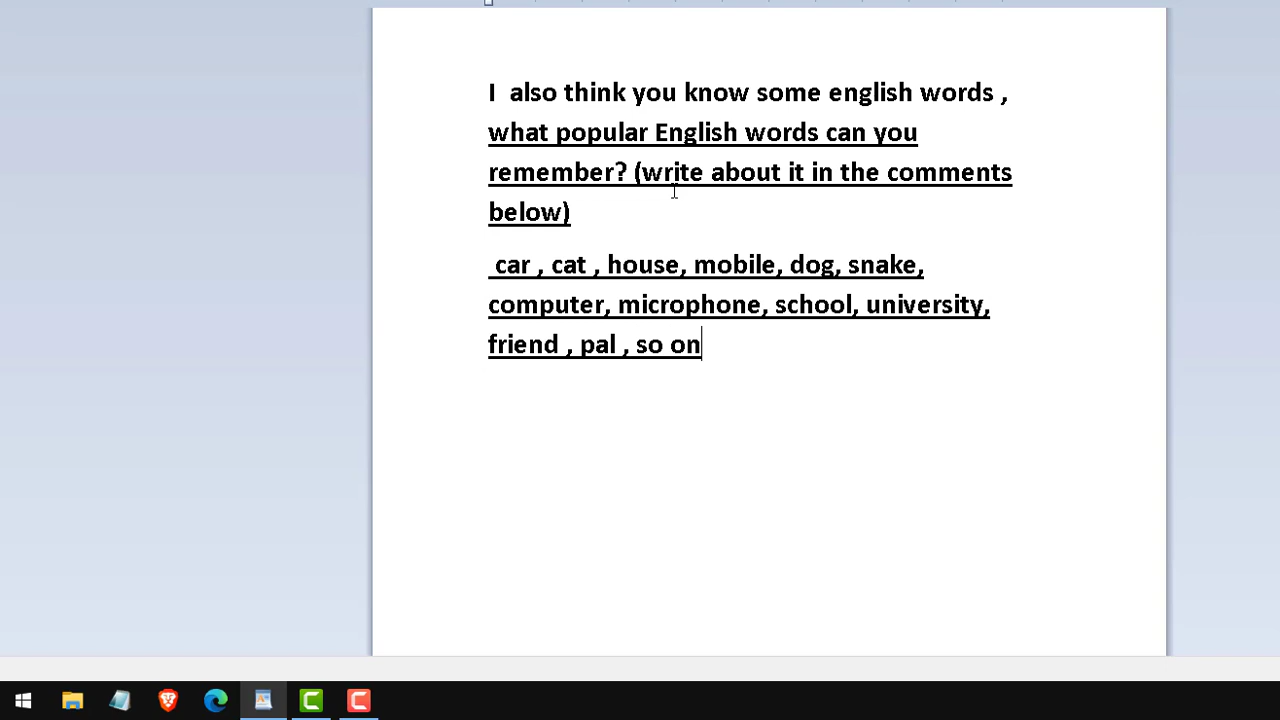 I  also think you know some english words ,
what popular English words can you
remember? (write about it in the comments
below)
car , cat , house, mobile, dog, snake,
computer, microphone, school, university,
friend , pal , so on